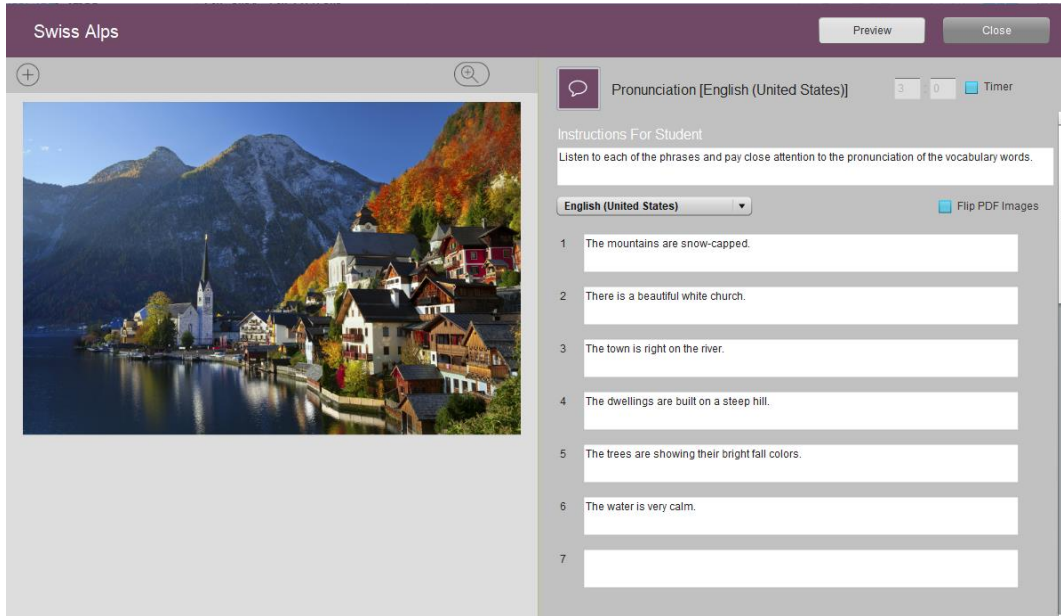 Swiss Alps
Preview
Close
Pronunciation [English (United States)]
3 : 0
Timer
Instructions For Student
Listen to each of the phrases and pay close attention to the pronunciation of the vocabulary words.
English (United States)
Flip PDF Images
1 The mountains are snow-capped.
2 There is a beautiful white church.
3 The town is right on the river.
4 The dwellings are built on a steep hill.
5 The trees are showing their bright fall colors.
6 The water is very calm.
7